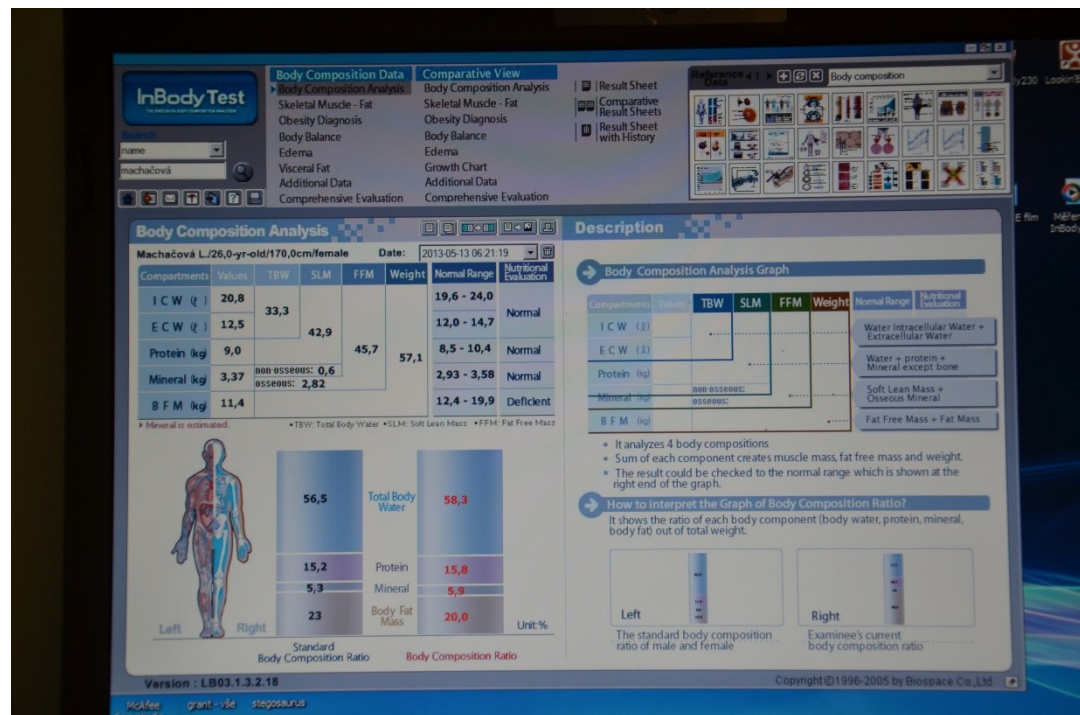 InBody Test
THE PRECISION BODY COMPOSITION ANALYZER
Search
name
machačová
Body Composition Data
Body Composition Analysis
Skeletal Muscle - Fat
Obesity Diagnosis
Body Balance
Edema
Visceral Fat
Additional Data
Comprehensive Evaluation
Comparative View
Body Composition Analysis
Skeletal Muscle - Fat
Obesity Diagnosis
Body Balance
Edema
Growth Chart
Additional Data
Comprehensive Evaluation
Result Sheet
Comparative Result Sheets
Result Sheet with History
Reference Data
1
Body composition
Body Composition Analysis
Machačová L./26,0-yr-old/170,0cm/female Date: 2013-05-13 06:21:19
Compartments Values TBW SLM FFM Weight Normal Range Nutritional Evaluation
I C W (ℓ) 20,8 33,3 42,9 45,7 57,1 19,6 - 24,0 Normal
E C W (ℓ) 12,5 12,0 - 14,7
Protein (kg) 9,0 8,5 - 10,4 Normal
Mineral (kg) 3,37 non-osseous: 0,6 2,93 - 3,58 Normal
osseous: 2,82
B F M (kg) 11,4 12,4 - 19,9 Deficient
Mineral is estimated. •TBW: Total Body Water •SLM: Soft Lean Mass •FFM: Fat Free Mass
56,5 Total Body Water 58,3
15,2 Protein 15,8
5,3 Mineral 5,9
23 Body Fat Mass 20,0
Unit:%
Left Right
Standard
Body Composition Ratio
Body Composition Ratio
Description
Body Composition Analysis Graph
Compartments Values TBW SLM FFM Weight Normal Range Nutritional Evaluation
I C W (ℓ)
E C W (ℓ)
Protein (kg)
Mineral (kg)
non-osseous:
osseous:
B F M (kg)
Water Intracellular Water +
Extracellular Water
Water + protein +
Mineral except bone
Soft Lean Mass +
Osseous Mineral
Fat Free Mass + Fat Mass
• It analyzes 4 body compositions
• Sum of each component creates muscle mass, fat free mass and weight.
• The result could be checked to the normal range which is shown at the
right end of the graph.
How to interpret the Graph of Body Composition Ratio?
It shows the ratio of each body component (body water, protein, mineral,
body fat) out of total weight.
Left
The standard body composition
ratio of male and female
Right
Examinee's current
body composition ratio
Version : LB03.1.3.2.18
Copyright©1996-2005 by Biospace Co.,Ltd.
McAfee grant - vše stegosaurus
y230
E film
InBody